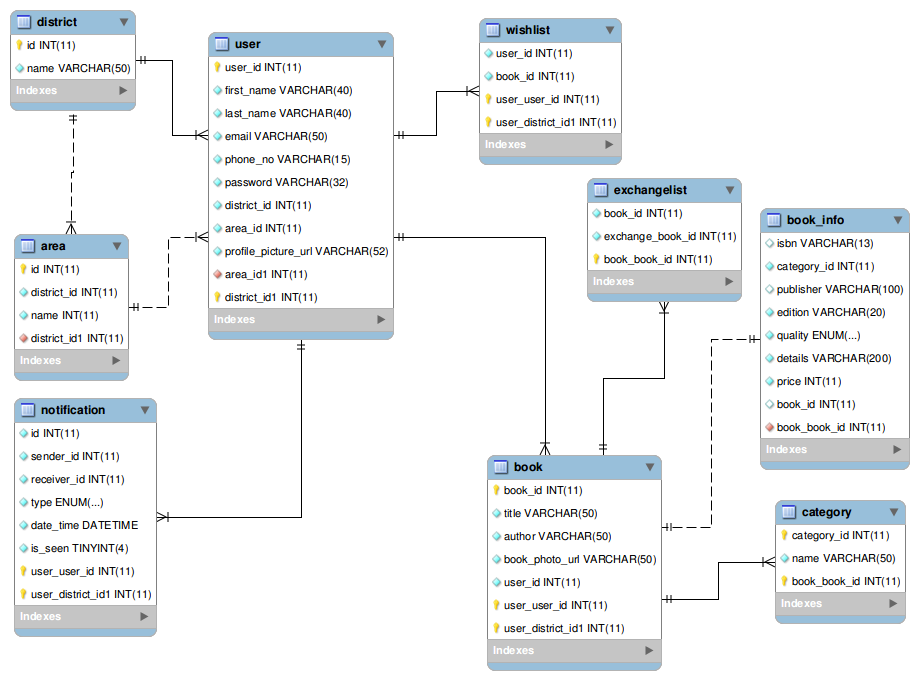 district
id INT(11)
name VARCHAR(50)
Indexes
user
user_id INT(11)
first_name VARCHAR(40)
last_name VARCHAR(40)
email VARCHAR(50)
phone_no VARCHAR(15)
password VARCHAR(32)
district_id INT(11)
area_id INT(11)
profile_picture_url VARCHAR(52)
area_id1 INT(11)
district_id1 INT(11)
Indexes
wishlist
user_id INT(11)
book_id INT(11)
user_user_id INT(11)
user_district_id1 INT(11)
Indexes
exchangelist
book_id INT(11)
exchange_book_id INT(11)
book_book_id INT(11)
Indexes
book_info
isbn VARCHAR(13)
category_id INT(11)
publisher VARCHAR(100)
edition VARCHAR(20)
quality ENUM(...)
details VARCHAR(200)
price INT(11)
book_id INT(11)
book_book_id INT(11)
Indexes
area
id INT(11)
district_id INT(11)
name INT(11)
district_id1 INT(11)
Indexes
notification
id INT(11)
sender_id INT(11)
receiver_id INT(11)
type ENUM(...)
date_time DATETIME
is_seen TINYINT(4)
user_user_id INT(11)
user_district_id1 INT(11)
Indexes
book
book_id INT(11)
title VARCHAR(50)
author VARCHAR(50)
book_photo_url VARCHAR(50)
user_id INT(11)
user_user_id INT(11)
user_district_id1 INT(11)
Indexes
category
category_id INT(11)
name VARCHAR(50)
book_book_id INT(11)
Indexes